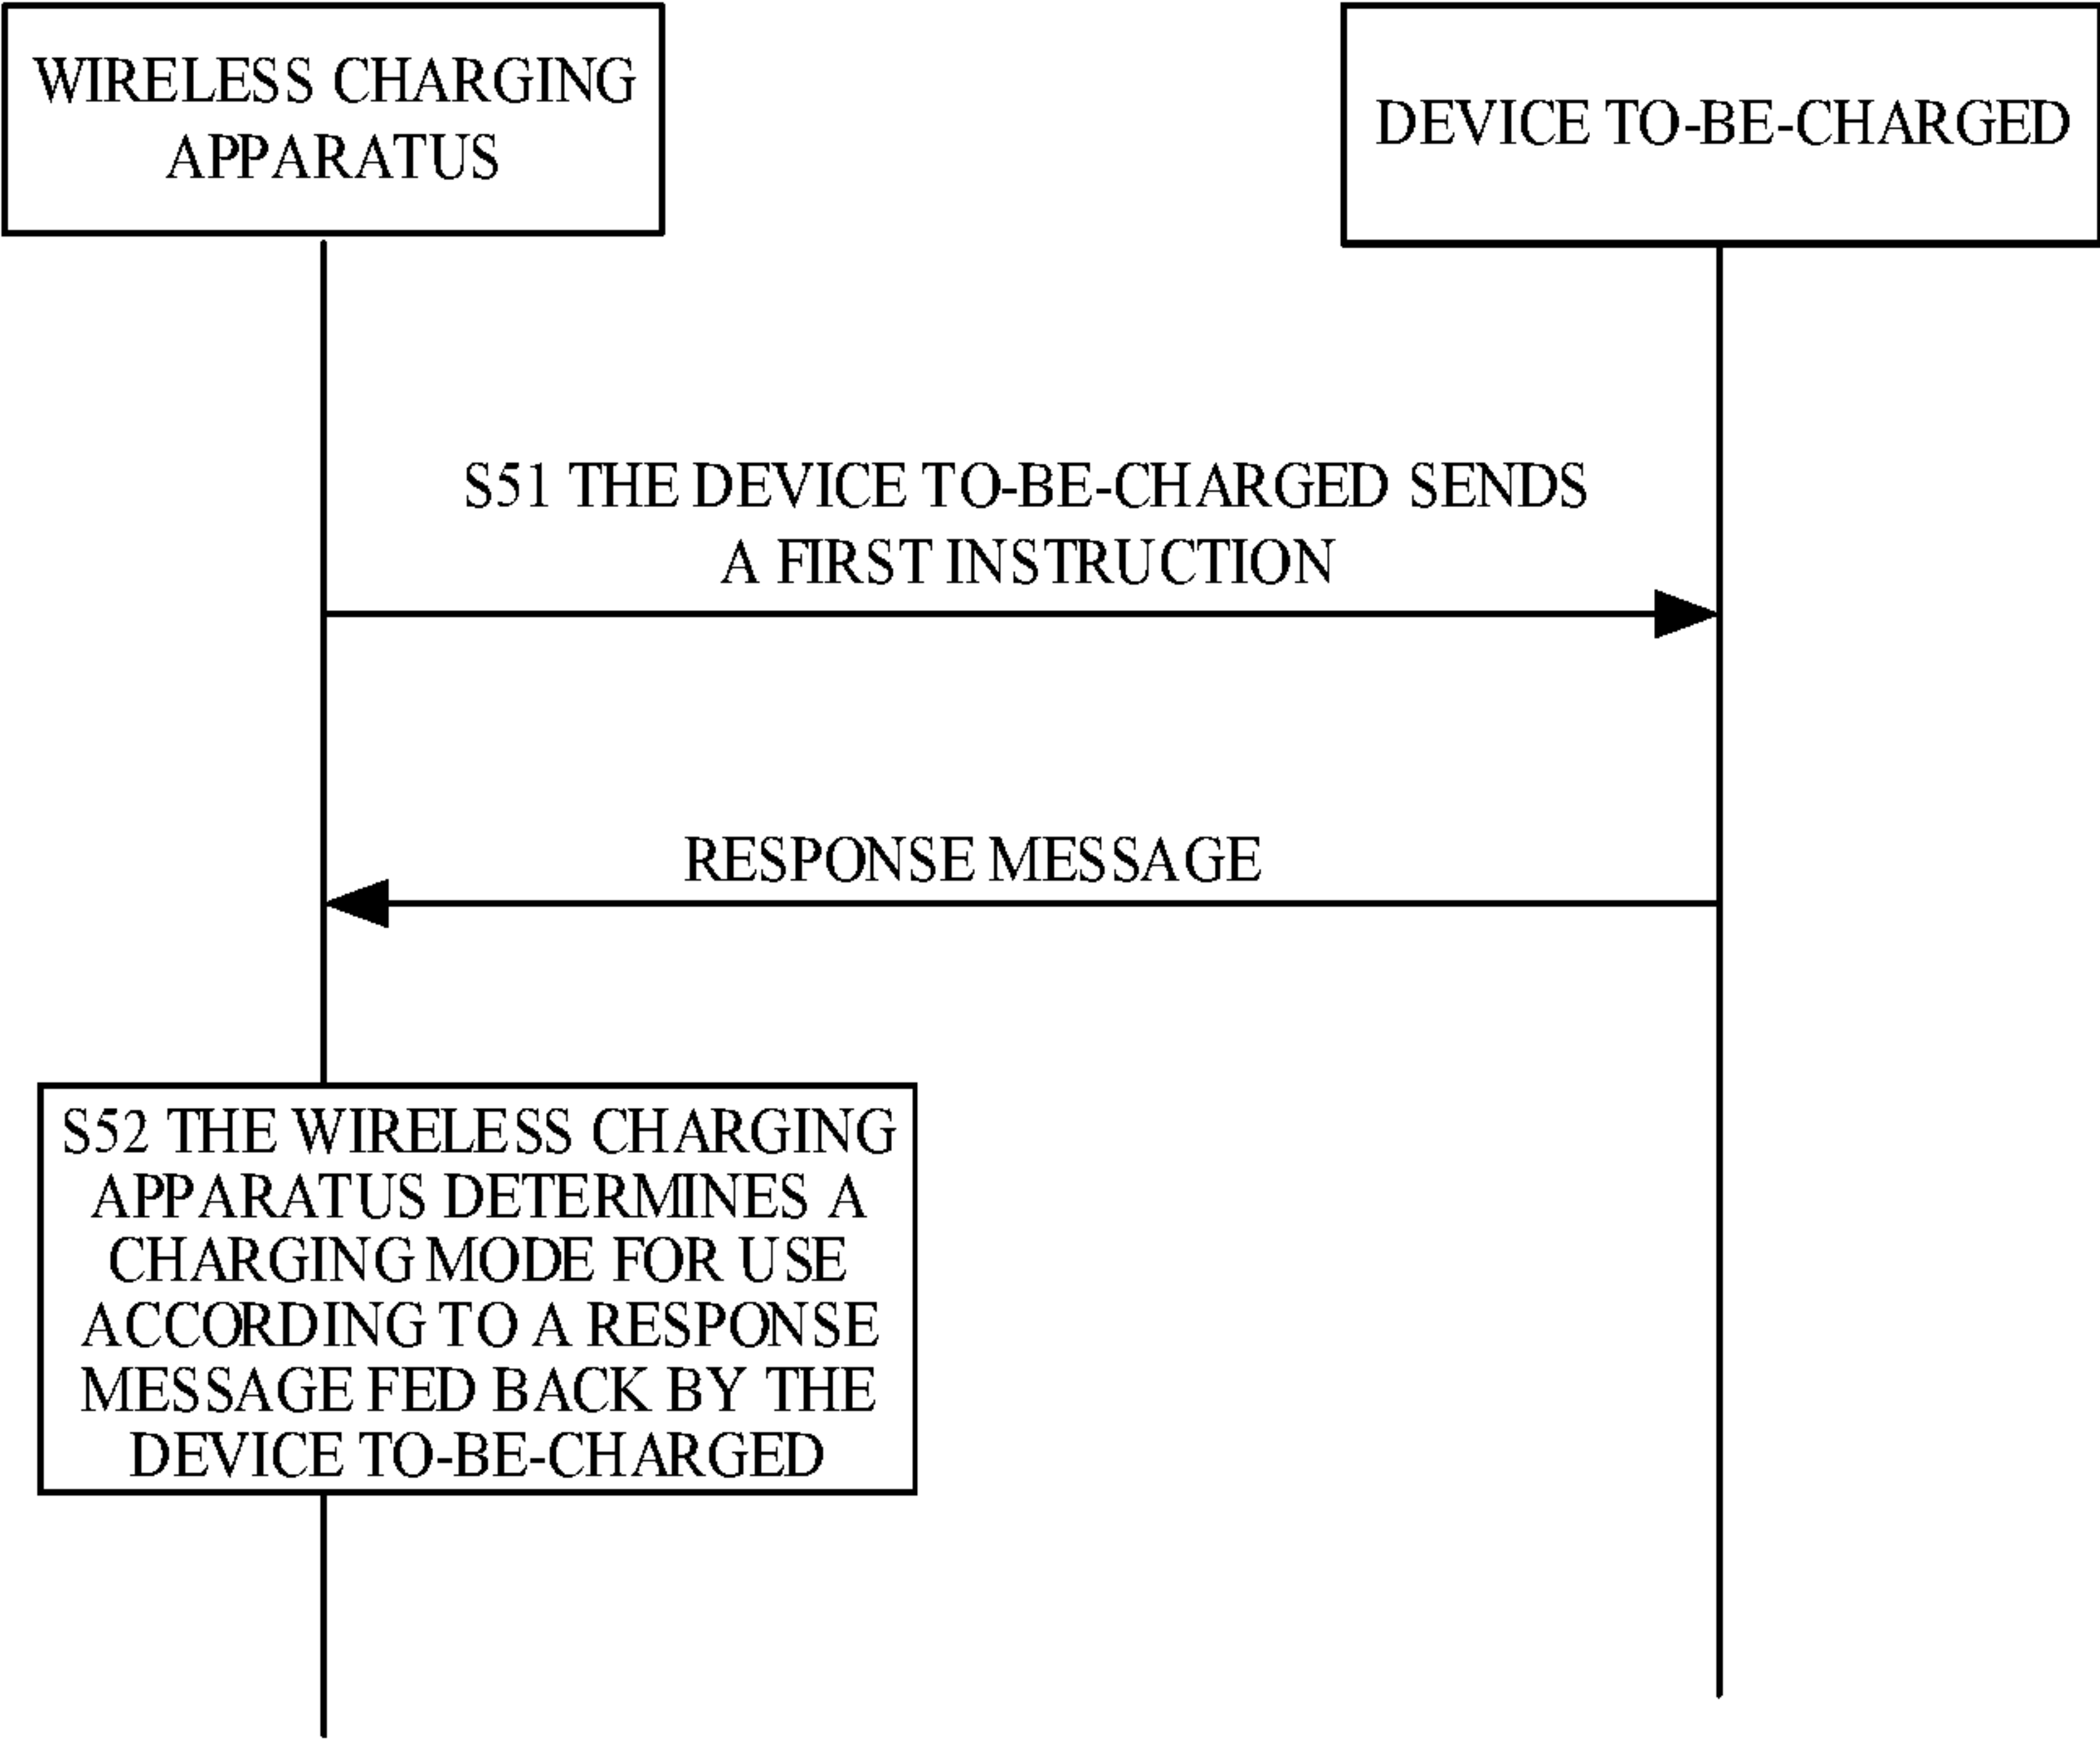 WIRELESS CHARGING
APPARATUS
DEVICE TO-BE-CHARGED
S51 THE DEVICE TO-BE-CHARGED SENDS
A FIRST INSTRUCTION
RESPONSE MESSAGE
S52 THE WIRELESS CHARGING
APPARATUS DETERMINES A
CHARGING MODE FOR USE
ACCORDING TO A RESPONSE
MESSAGE FED BACK BY THE
DEVICE TO-BE-CHARGED